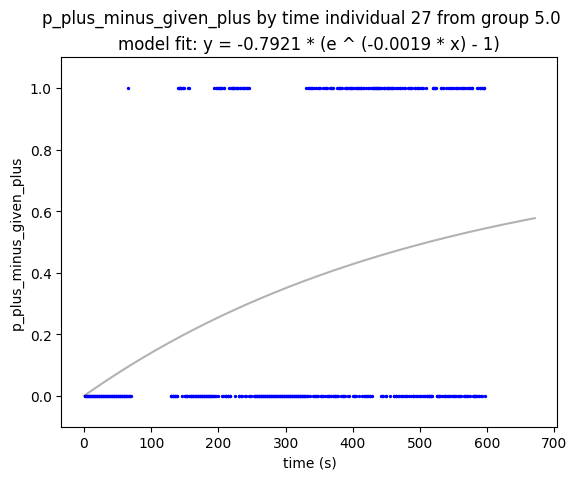 p_plus_minus_given_plus by time individual 27 from group 5.0
model fit: y = -0.7921 * (e ^ (-0.0019 * x) - 1)
1.0
0.8
0.6
0.4
0.2
0.0
p_plus_minus_given_plus
0 100 200 300 400 500 600 700
time (s)